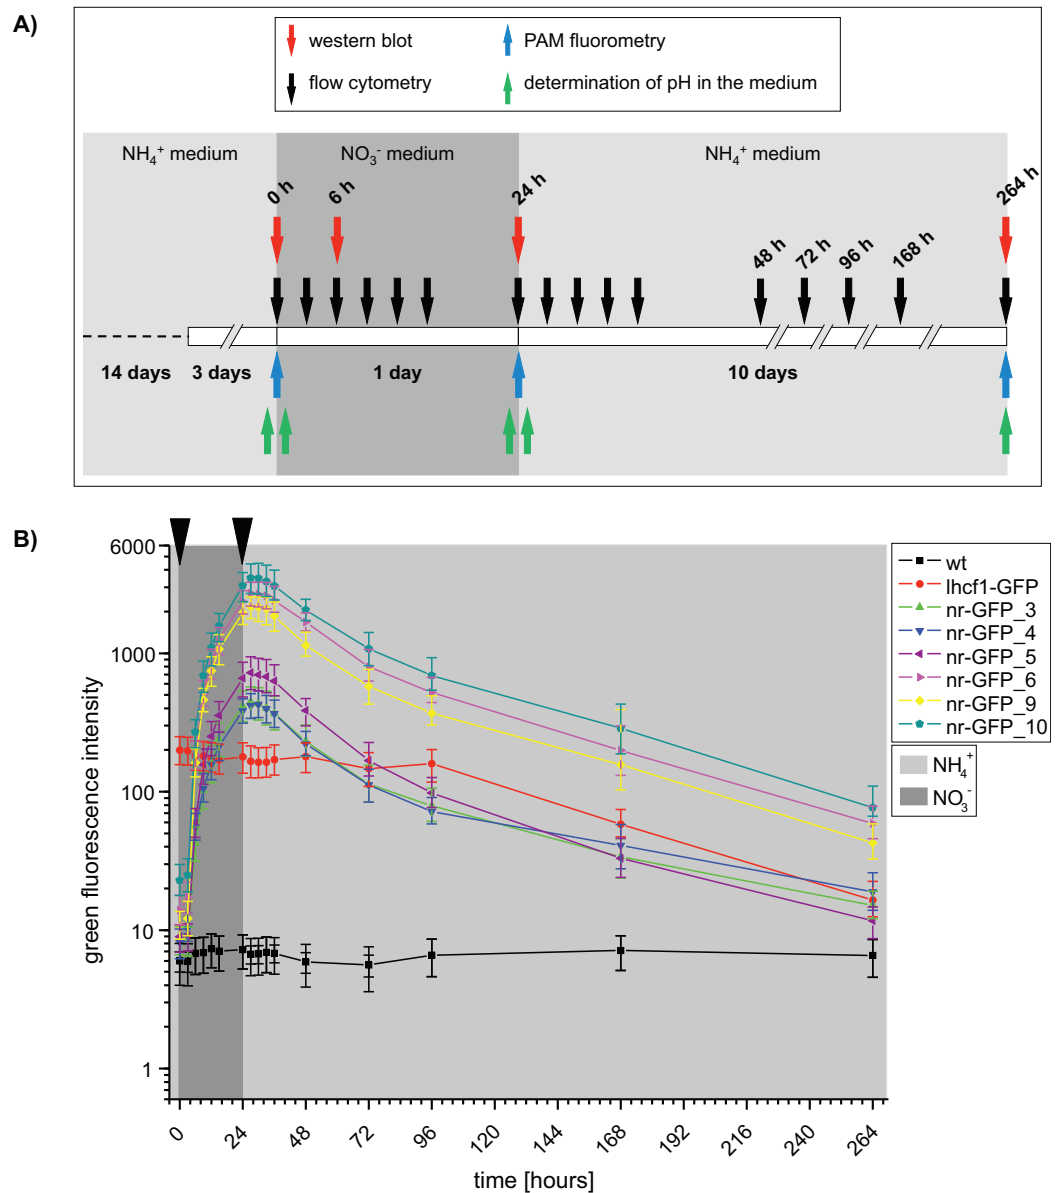 A)
western blot
PAM fluorometry
flow cytometry
determination of pH in the medium
NH₄⁺ medium
NO₃⁻ medium
NH₄⁺ medium
0 h
6 h
24 h
264 h
48 h
72 h
96 h
168 h
14 days
3 days
1 day
10 days
B)
6000
1000
100
10
1
green fluorescence intensity
0
24
48
72
96
120
144
168
192
216
240
264
time [hours]
wt
lhcf1-GFP
nr-GFP_3
nr-GFP_4
nr-GFP_5
nr-GFP_6
nr-GFP_9
nr-GFP_10
NH₄⁺
NO₃⁻